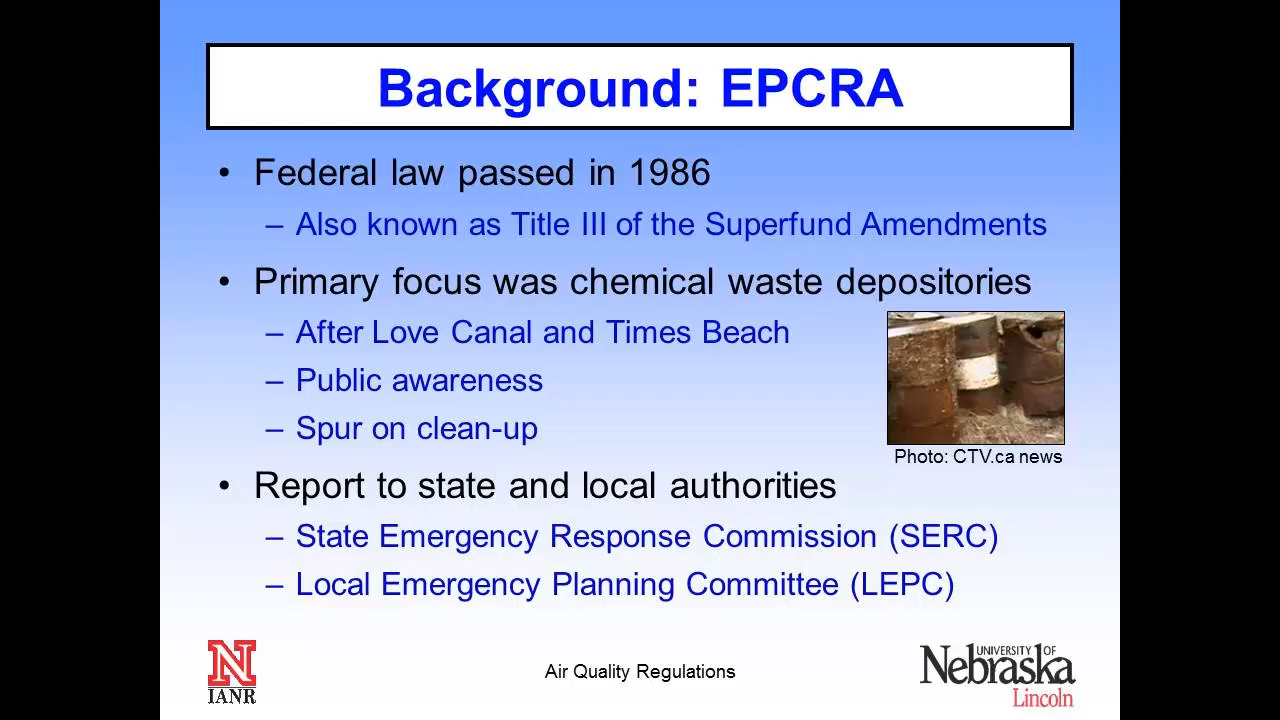 Background: EPCRA
• Federal law passed in 1986
– Also known as Title III of the Superfund Amendments
• Primary focus was chemical waste depositories
– After Love Canal and Times Beach
– Public awareness
– Spur on clean-up
Photo: CTV.ca news
• Report to state and local authorities
– State Emergency Response Commission (SERC)
– Local Emergency Planning Committee (LEPC)
N
IANR
Air Quality Regulations
UNIVERSITY OF
Nebraska
Lincoln